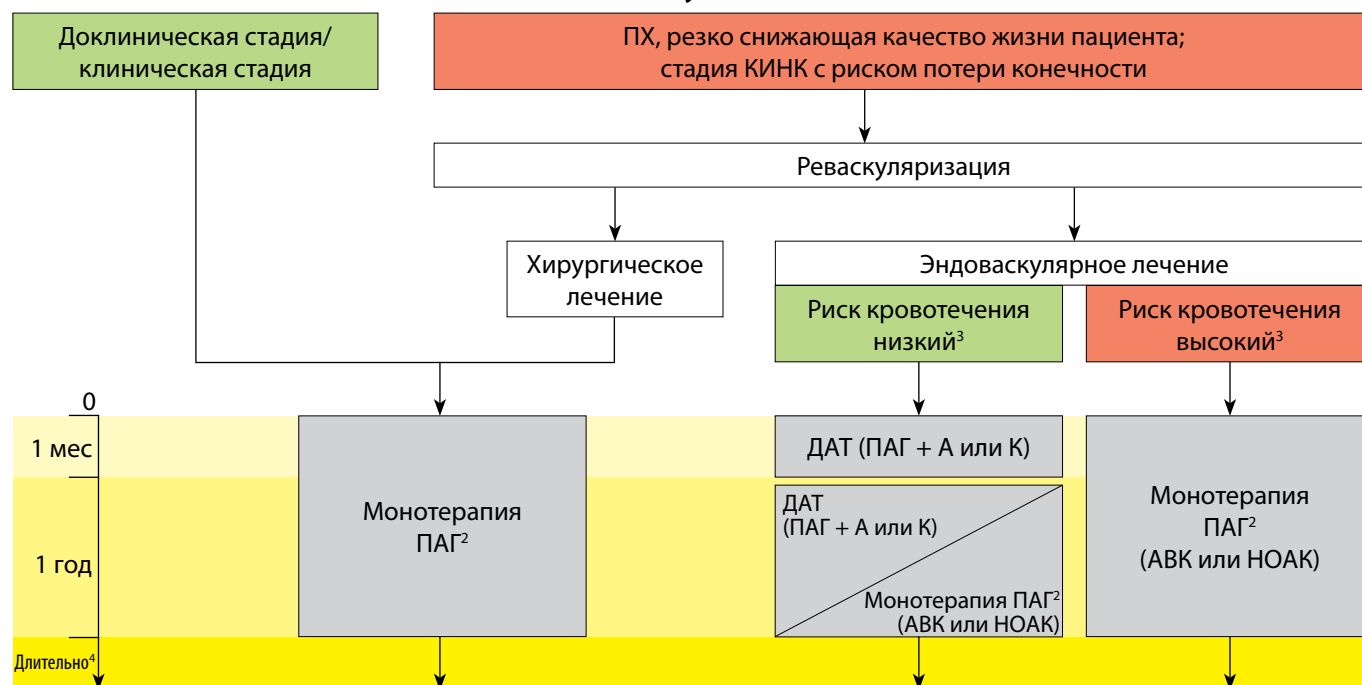 Доклиническая стадия/
клиническая стадия
ПХ, резко снижающая качество жизни пациента;
стадия КИНК с риском потери конечности
Реваскуляризация
Хирургическое
лечение
Эндоваскулярное лечение
Риск кровотечения
низкий³
Риск кровотечения
высокий³
0
1 мес
1 год
Длительно⁴
Монотерапия
ПАГ²
ДАТ (ПАГ + А или К)
ДАТ
(ПАГ + А или К)
Монотерапия ПАГ²
(АВК или НОАК)
Монотерапия
ПАГ²
(АВК или НОАК)